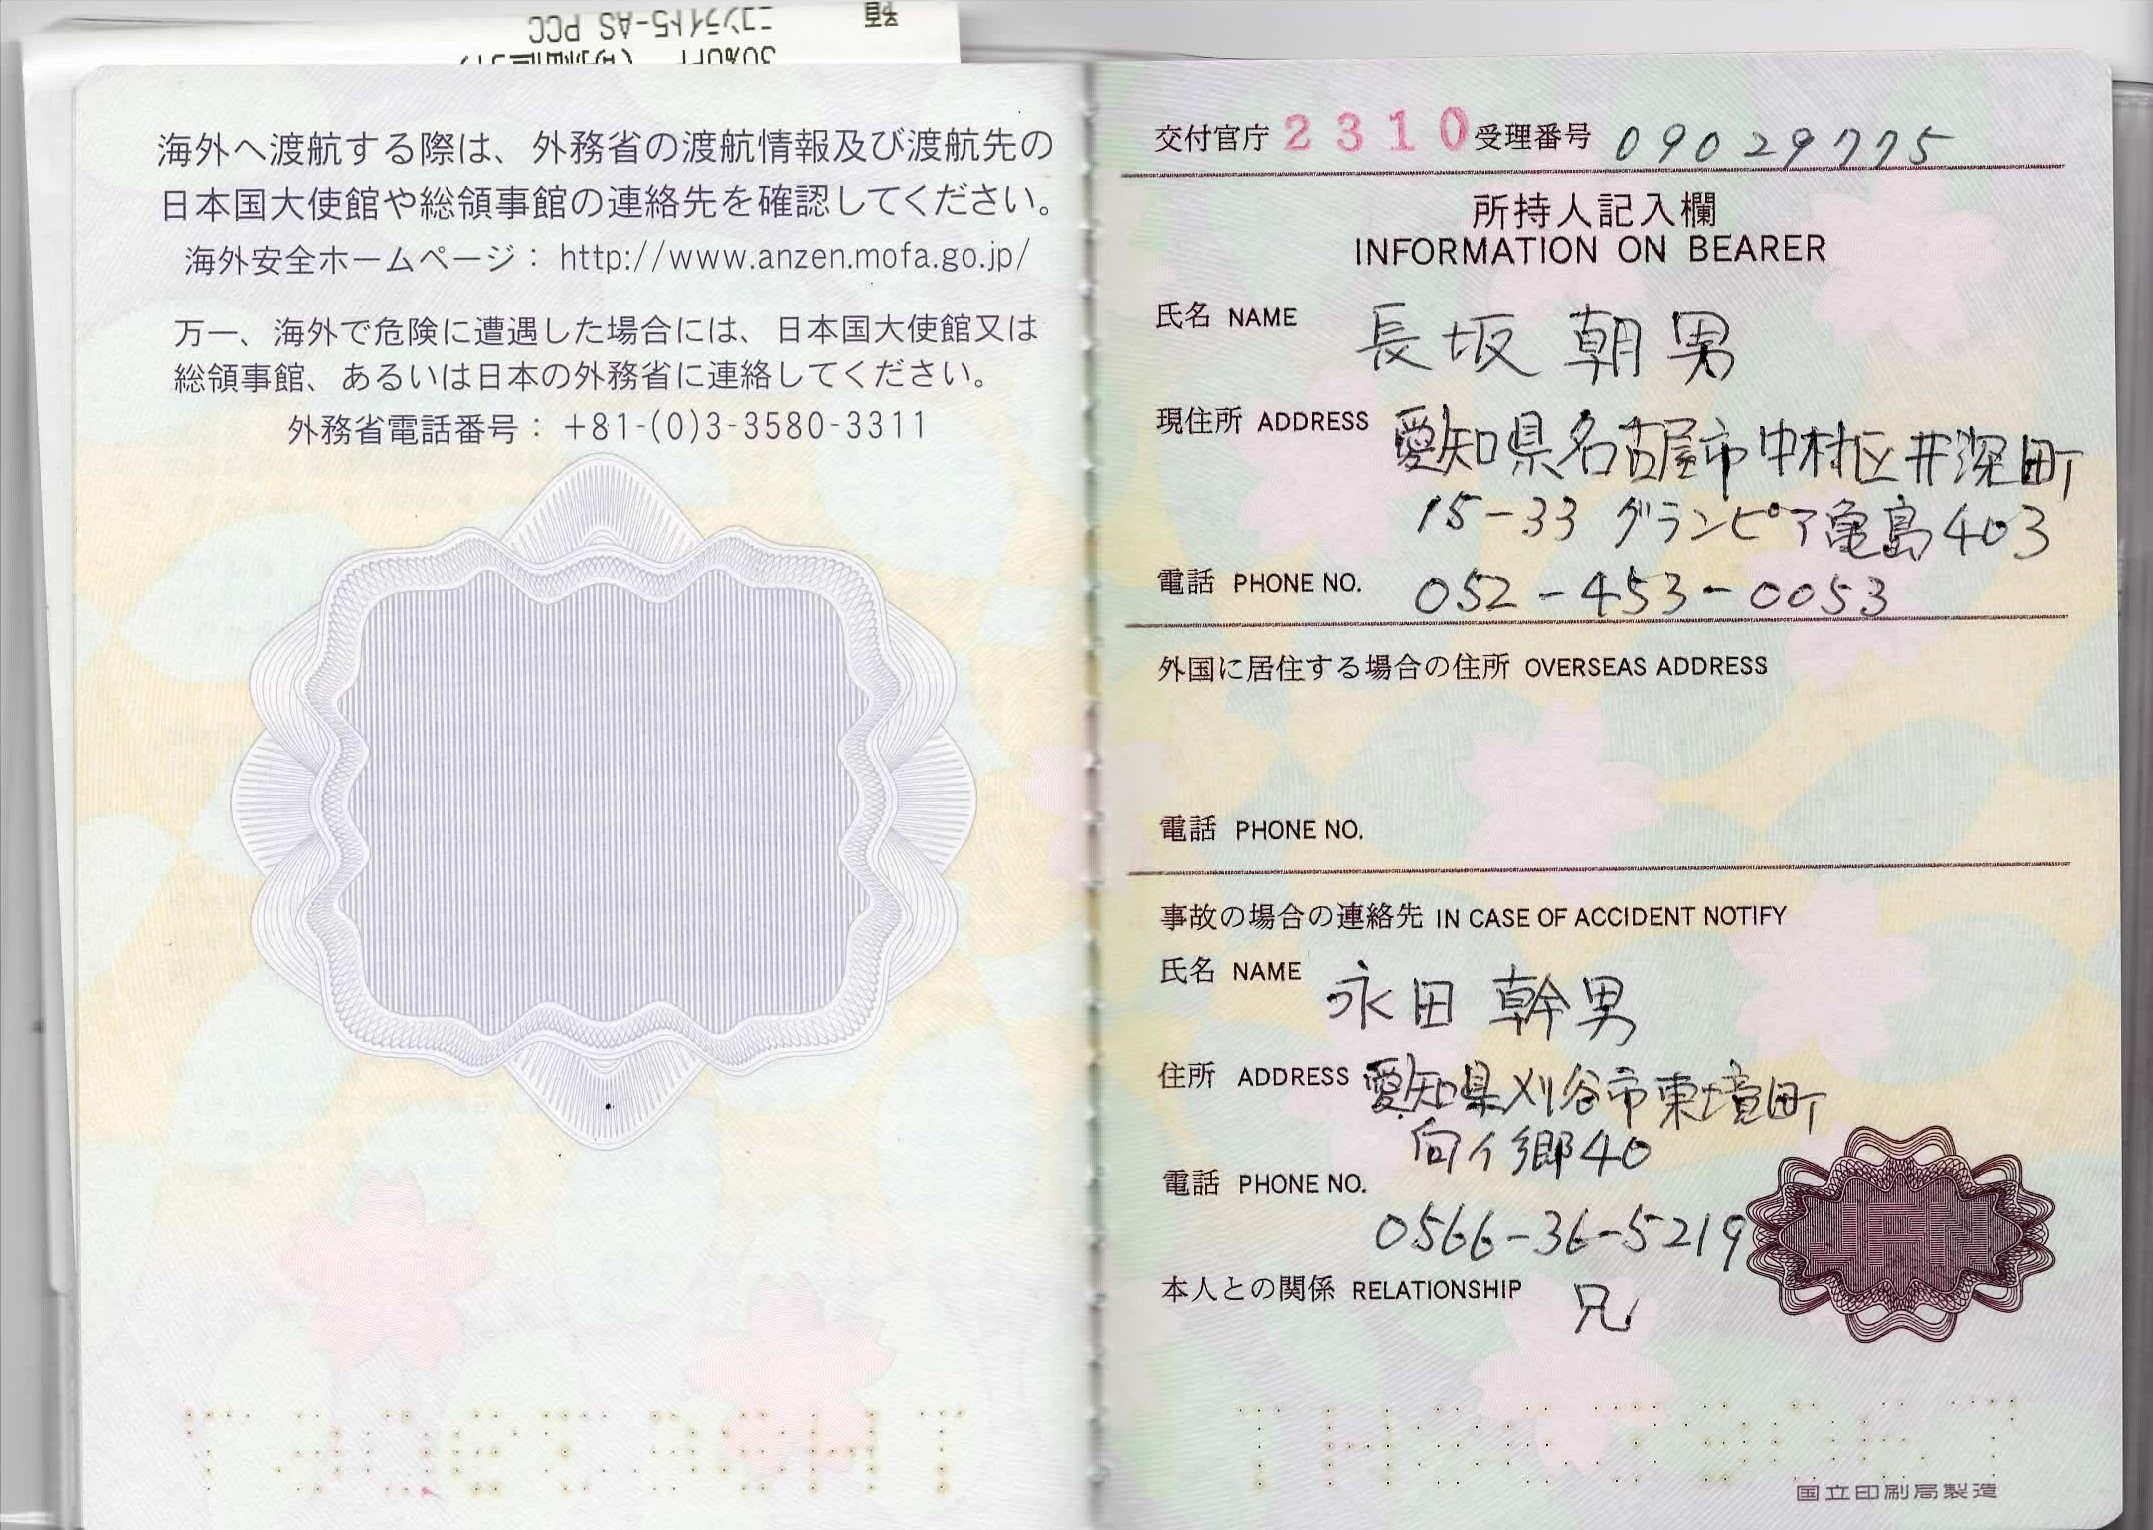 ニコンライト5-AS PCC
海外へ渡航する際は、外務省の渡航情報及び渡航先の
日本国大使館や総領事館の連絡先を確認してください。
海外安全ホームページ： http://www.anzen.mofa.go.jp/
万一、海外で危険に遭遇した場合には、日本国大使館又は
総領事館、あるいは日本の外務省に連絡してください。
外務省電話番号： +81-(0)3-3580-3311
交付官庁 2310 受理番号 09029775
所持人記入欄
INFORMATION ON BEARER
氏名 NAME 長坂 朝男
現住所 ADDRESS 愛知県名古屋市中村区井深町
15-33 グランピア亀島403
電話 PHONE NO. 052-453-0053
外国に居住する場合の住所 OVERSEAS ADDRESS
電話 PHONE NO.
事故の場合の連絡先 IN CASE OF ACCIDENT NOTIFY
氏名 NAME 永田 幹男
住所 ADDRESS 愛知県刈谷市東境町
向イ郷40
電話 PHONE NO.
0566-36-5219
本人との関係 RELATIONSHIP 兄
JPN
国立印刷局製造